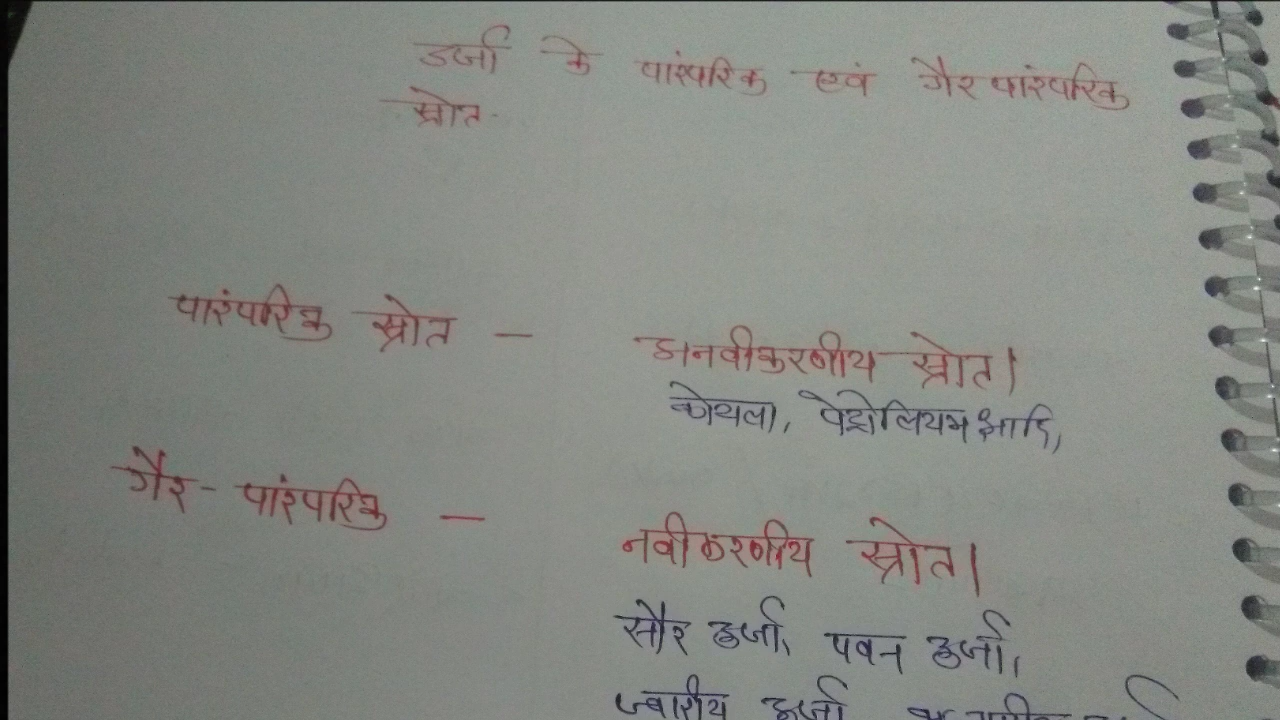 ऊर्जा के पारंपरिक एवं गैर पारंपरिक
स्रोत
पारंपरिक स्रोत - अनवीकरणीय स्रोत।
कोयला, पेट्रोलियम आदि,
गैर - पारंपरिक -
नवीकरणीय स्रोत।
सौर ऊर्जा, पवन ऊर्जा,
ज्वारीय ऊर्जा